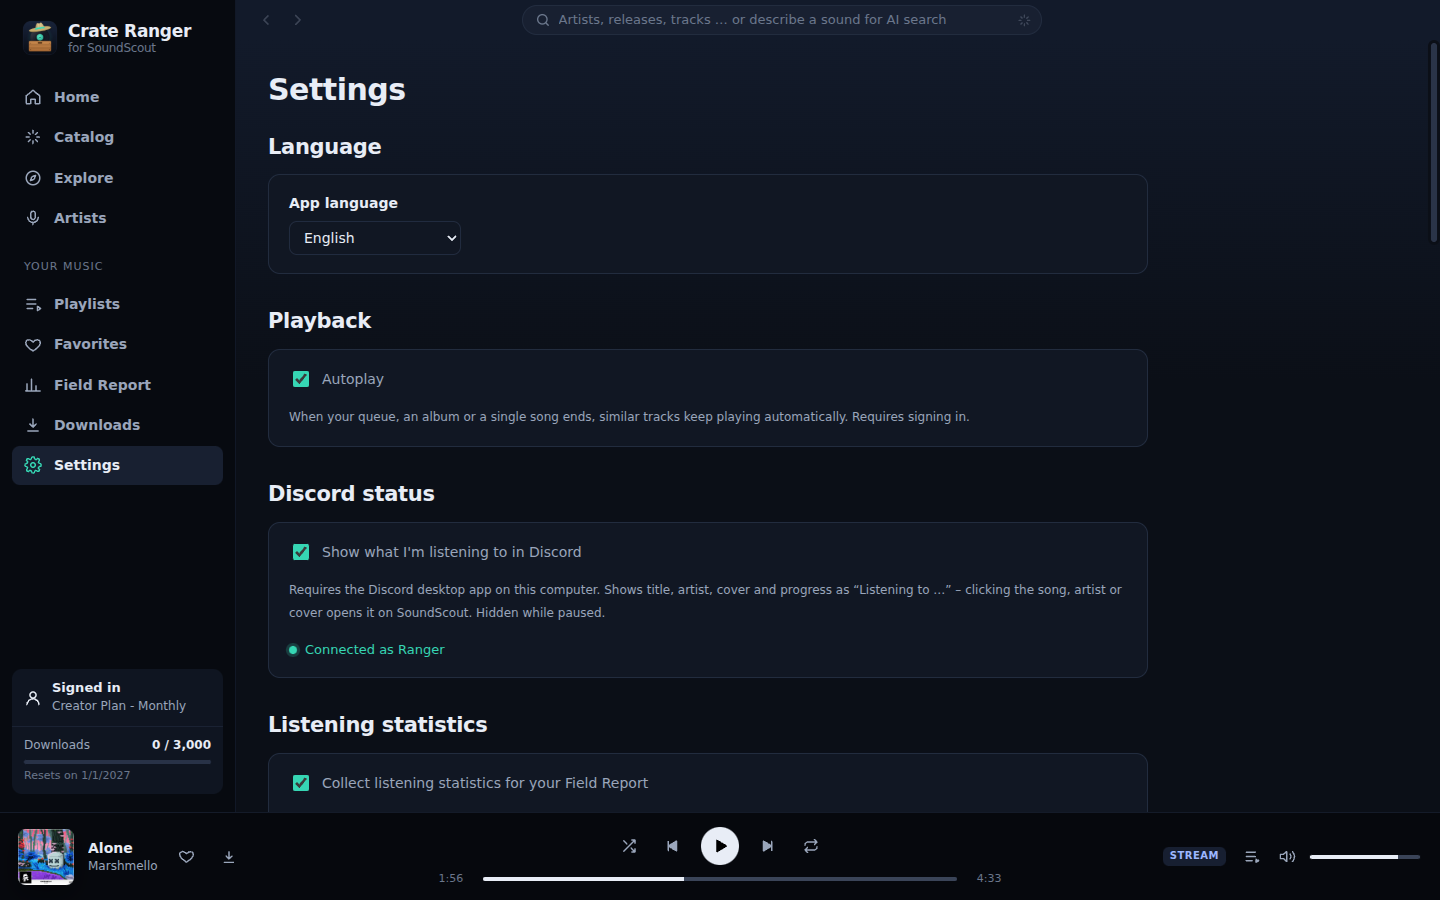 Crate Ranger
for SoundScout
Home
Catalog
Explore
Artists
YOUR MUSIC
Playlists
Favorites
Field Report
Downloads
Settings
Signed in
Creator Plan - Monthly
Downloads 0 / 3,000
Resets on 1/1/2027
Artists, releases, tracks ... or describe a sound for AI search
Settings
Language
App language
English
Playback
Autoplay
When your queue, an album or a single song ends, similar tracks keep playing automatically. Requires signing in.
Discord status
Show what I'm listening to in Discord
Requires the Discord desktop app on this computer. Shows title, artist, cover and progress as “Listening to ...” – clicking the song, artist or
cover opens it on SoundScout. Hidden while paused.
Connected as Ranger
Listening statistics
Collect listening statistics for your Field Report
Alone
Marshmello
1:56
4:33
STREAM